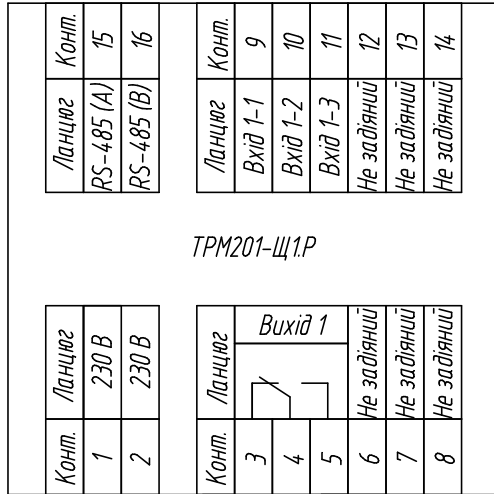 Конт. 15 16
Ланцюг RS-485 (A) RS-485 (B)
Конт. 9 10 11 12 13 14
Ланцюг Вхід 1-1 Вхід 1-2 Вхід 1-3 Не задіяний Не задіяний Не задіяний
ТРМ201-Щ1.Р
Ланцюг 230 В 230 В
Конт. 1 2
Ланцюг Вихід 1 Не задіяний Не задіяний Не задіяний
Конт. 3 4 5 6 7 8